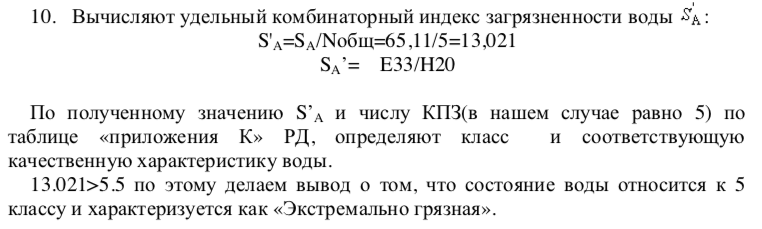 10. Вычисляют удельный комбинаторный индекс загрязненности воды S'A:
S'A=SA/Nобщ=65,11/5=13,021
SA’= E33/H20
По полученному значению S’A и числу КПЗ(в нашем случае равно 5) по
таблице «приложения К» РД, определяют класс и соответствующую
качественную характеристику воды.
13.021>5.5 по этому делаем вывод о том, что состояние воды относится к 5
классу и характеризуется как «Экстремально грязная».